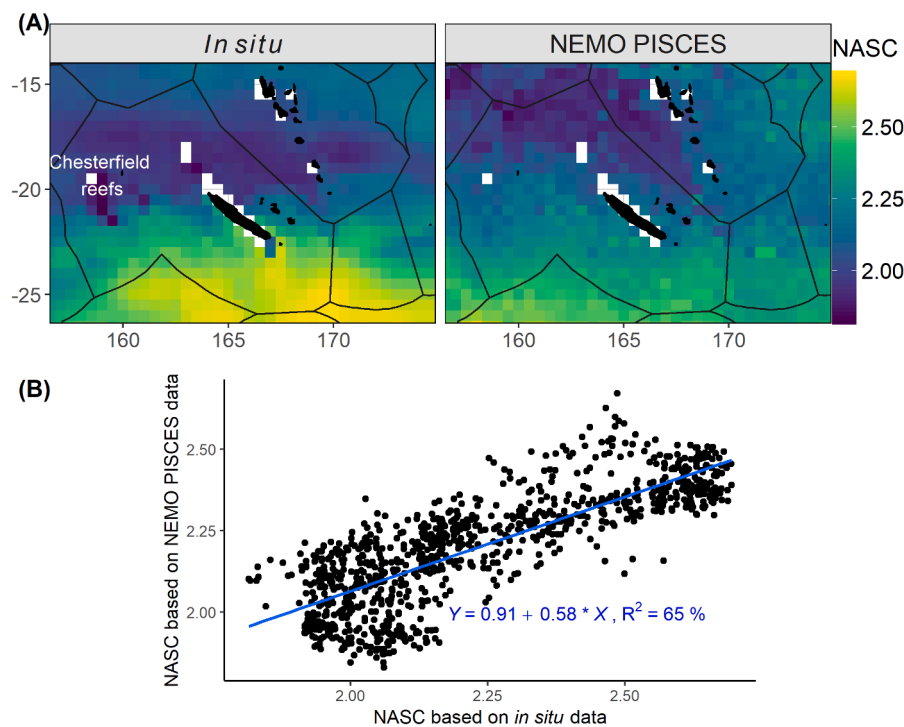 (A)
In situ
NEMO PISCES
NASC
-15
-20
-25
Chesterfield
reefs
2.50
2.25
2.00
160
165
170
160
165
170
(B)
NASC based on NEMO PISCES data
2.50
2.25
2.00
Y = 0.91 + 0.58 * X , R² = 65 %
2.00
2.25
2.50
NASC based on in situ data